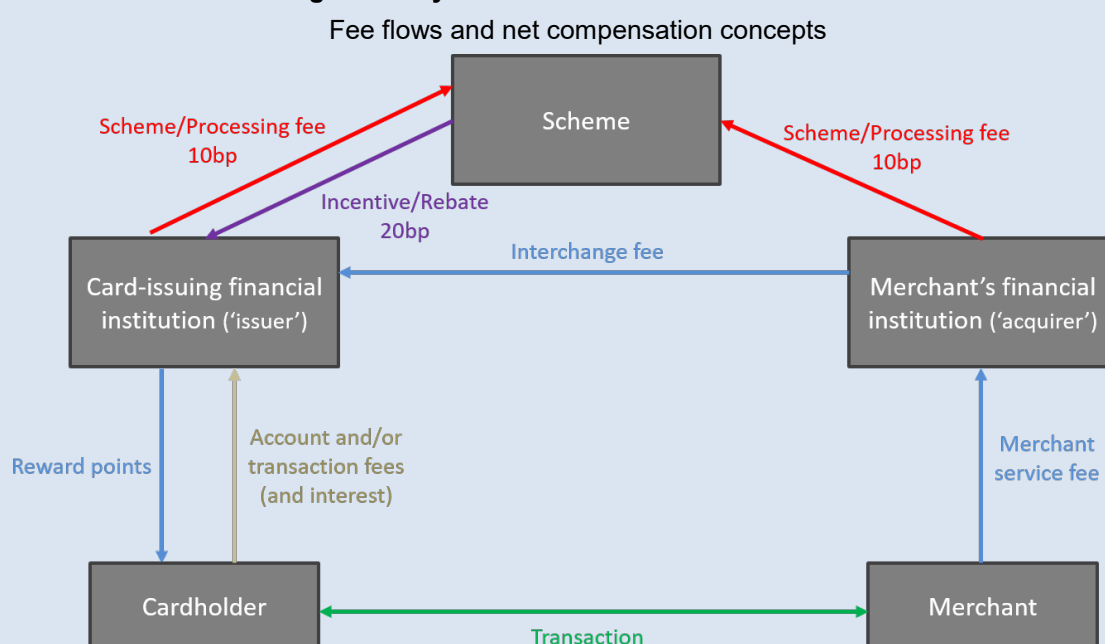 Fee flows and net compensation concepts
Scheme
Scheme/Processing fee
10bp
Scheme/Processing fee
10bp
Incentive/Rebate
20bp
Interchange fee
Card-issuing financial
institution (‘issuer’)
Merchant’s financial
institution (‘acquirer’)
Account and/or
transaction fees
(and interest)
Reward points
Merchant
service fee
Cardholder
Merchant
Transaction